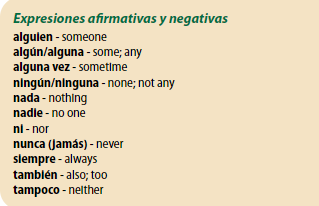 Expresiones afirmativas y negativas
alguien - someone
algún/alguna - some; any
alguna vez - sometime
ningún/ninguna - none; not any
nada - nothing
nadie - no one
ni - nor
nunca (jamás) - never
siempre - always
también - also; too
tampoco - neither